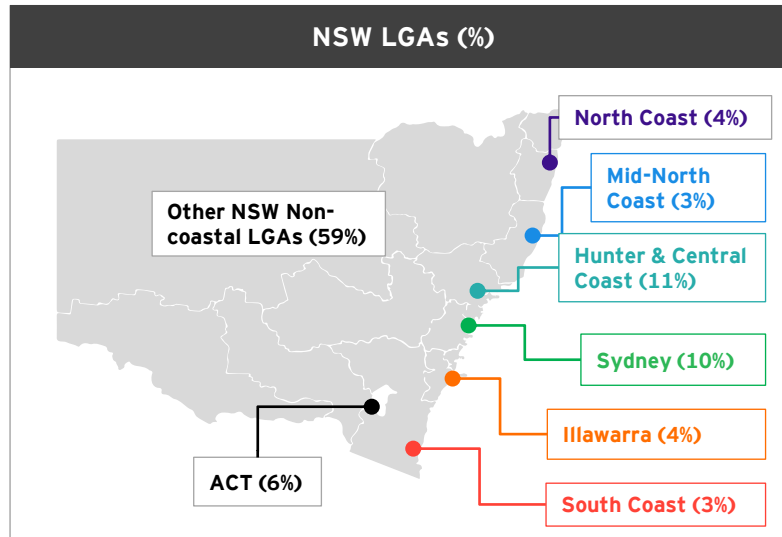 NSW LGAs (%)
North Coast (4%)
Mid-North
Coast (3%)
Other NSW Non-
coastal LGAs (59%)
Hunter & Central
Coast (11%)
Sydney (10%)
Illawarra (4%)
ACT (6%)
South Coast (3%)